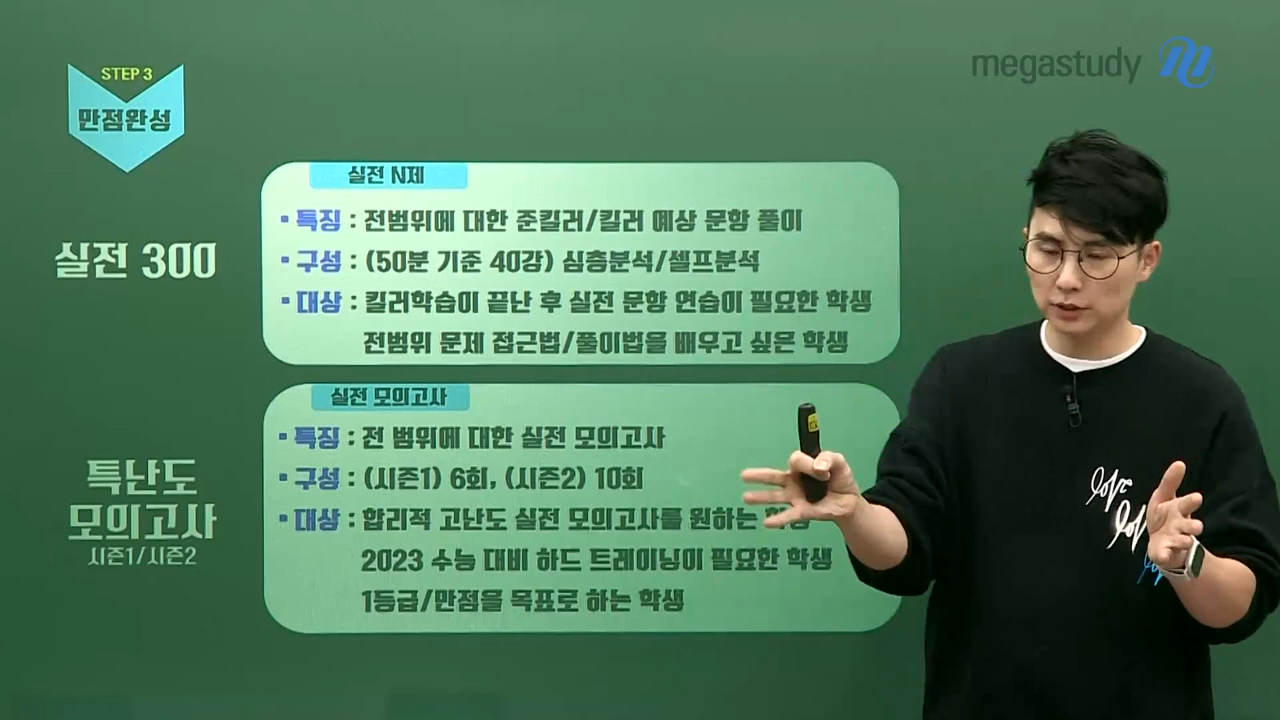 megastudy
STEP 3
만점완성
실전 300
실전 N제
▪ 특징 : 전범위에 대한 준킬러/킬러 예상 문항 풀이
▪ 구성 : (50분 기준 40강) 심층분석/셀프분석
▪ 대상 : 킬러학습이 끝난 후 실전 문항 연습이 필요한 학생
전범위 문제 접근법/풀이법을 배우고 싶은 학생
특난도
모의고사
시즌1/시즌2
실전 모의고사
▪ 특징 : 전 범위에 대한 실전 모의고사
▪ 구성 : (시즌1) 6회, (시즌2) 10회
▪ 대상 : 합리적 고난도 실전 모의고사를 원하는
2023 수능 대비 하드 트레이닝이 필요한 학생
1등급/만점을 목표로 하는 학생